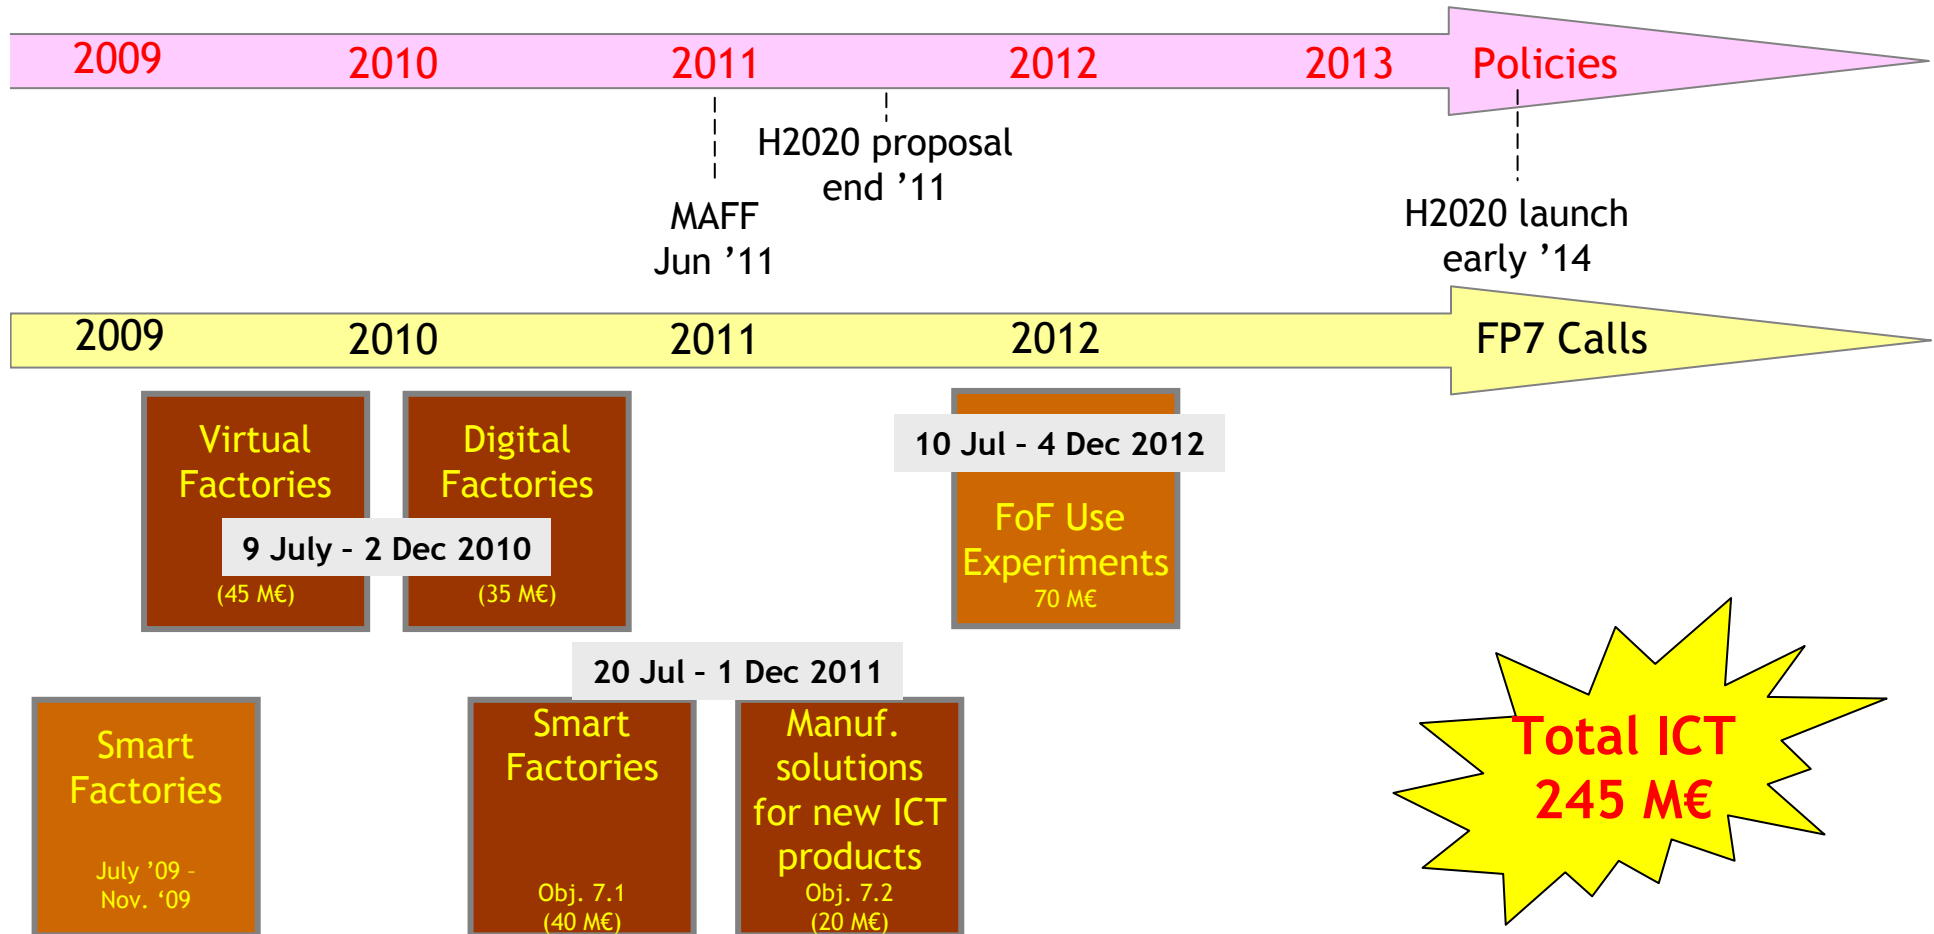 2009 2010 2011 2012 2013 Policies
H2020 proposal
end ’11
MAFF
Jun ’11
H2020 launch
early ’14
2009 2010 2011 2012 FP7 Calls
Virtual
Factories
Digital
Factories
9 July – 2 Dec 2010
(45 M€)
(35 M€)
10 Jul – 4 Dec 2012
FoF Use
Experiments
70 M€
20 Jul – 1 Dec 2011
Smart
Factories
July ’09 –
Nov. ‘09
Smart
Factories
Obj. 7.1
(40 M€)
Manuf.
solutions
for new ICT
products
Obj. 7.2
(20 M€)
Total ICT
245 M€